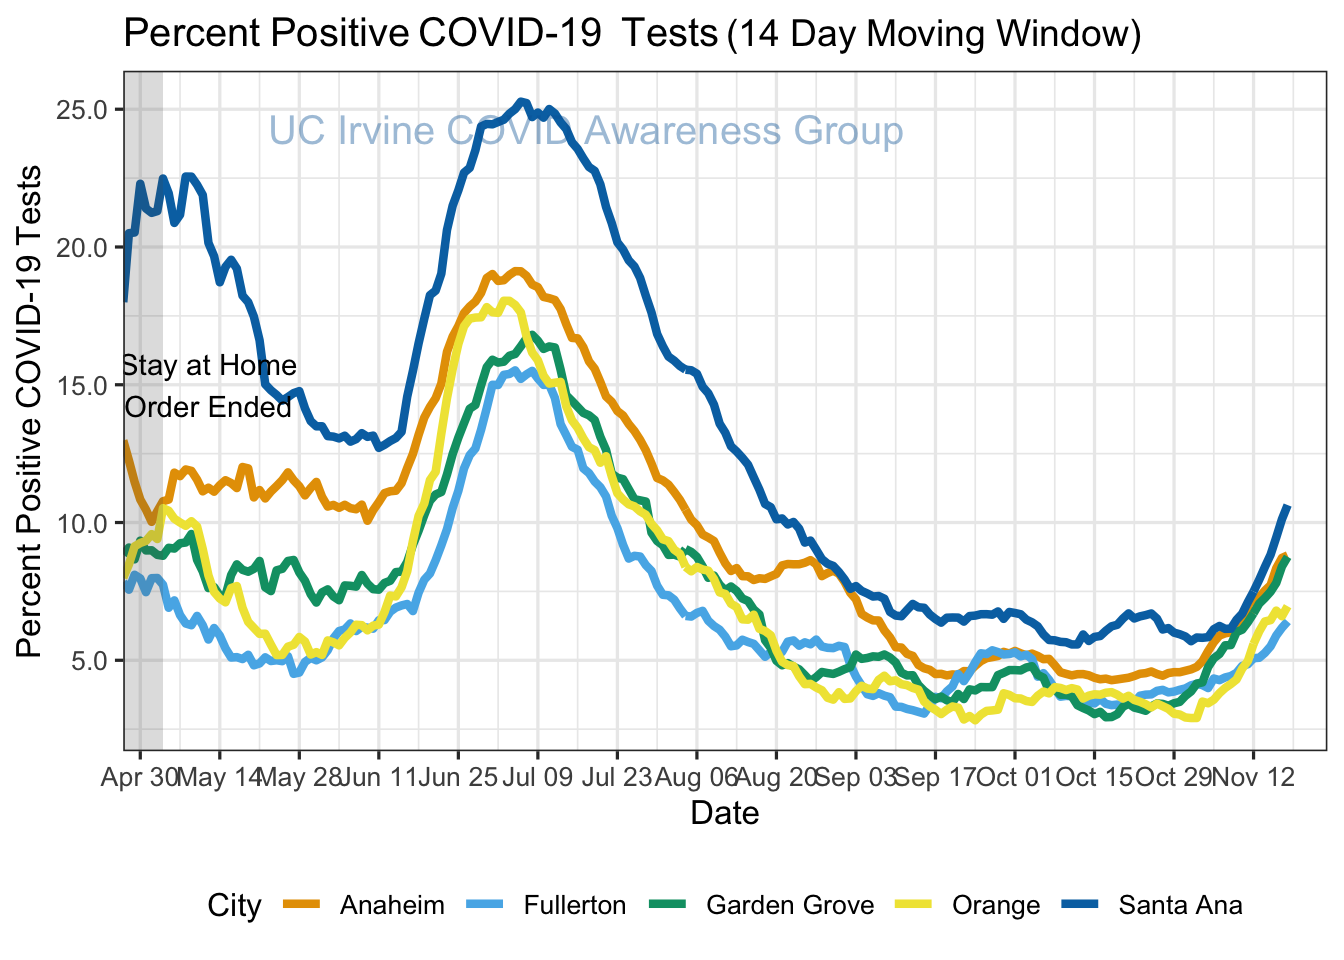 Percent Positive COVID-19 Tests (14 Day Moving Window)
UC Irvine COVID Awareness Group
Percent Positive COVID-19 Tests
25.0
20.0
15.0
10.0
5.0
Stay at Home
Order Ended
Apr 30 May 14 May 28 Jun 11 Jun 25 Jul 09 Jul 23 Aug 06 Aug 20 Sep 03 Sep 17 Oct 01 Oct 15 Oct 29 Nov 12
Date
City Anaheim Fullerton Garden Grove Orange Santa Ana